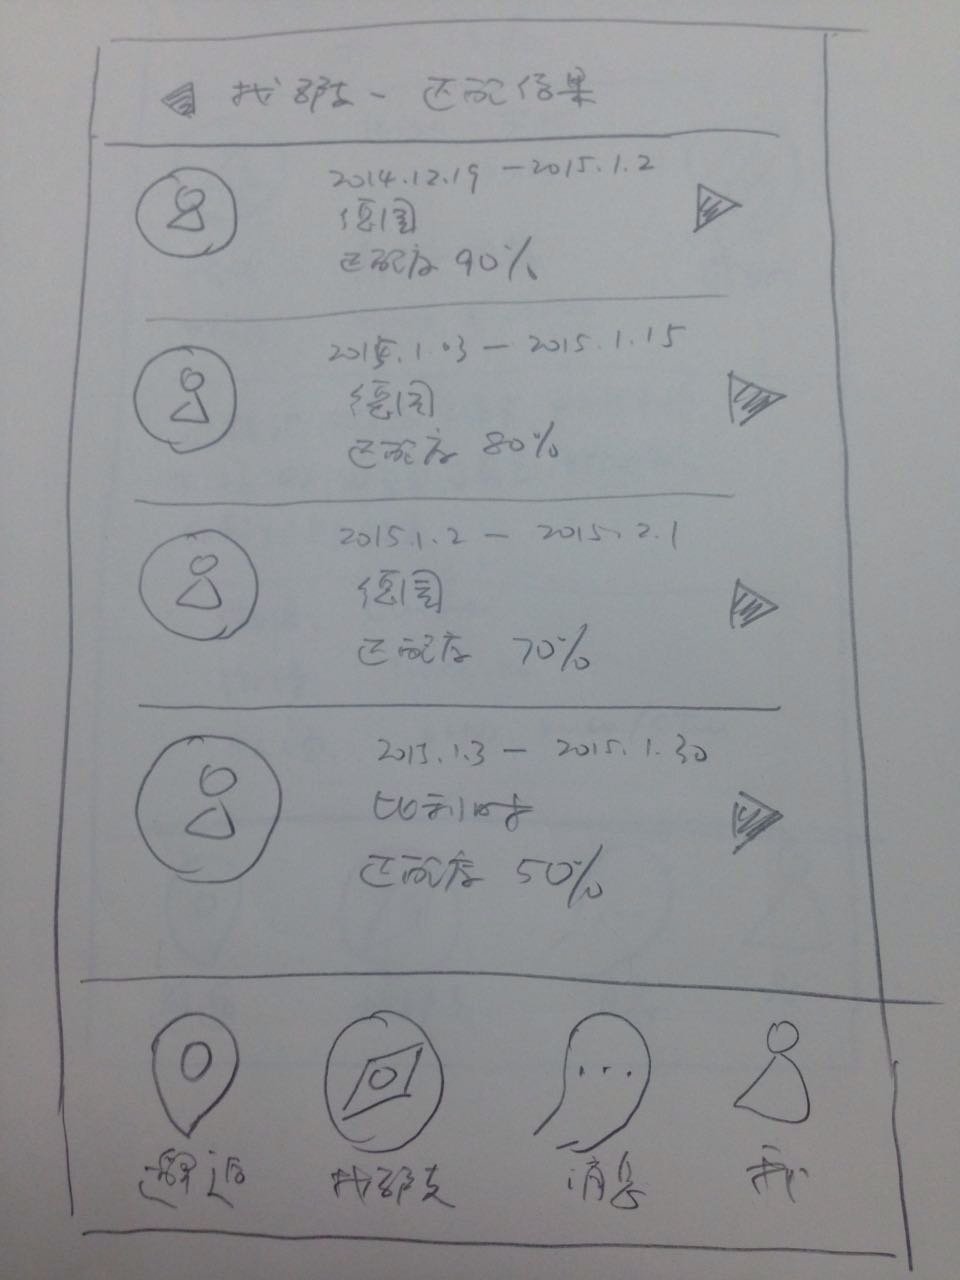 找部友 - 匹配结果
2014.12.19 - 2015.1.2
德国
匹配度 90%
2015.1.03 - 2015.1.15
德国
匹配度 80%
2015.1.2 - 2015.2.1
德国
匹配度 70%
2015.1.3 - 2015.1.30
比利时
匹配度 50%
邂逅 找部友 消息 我